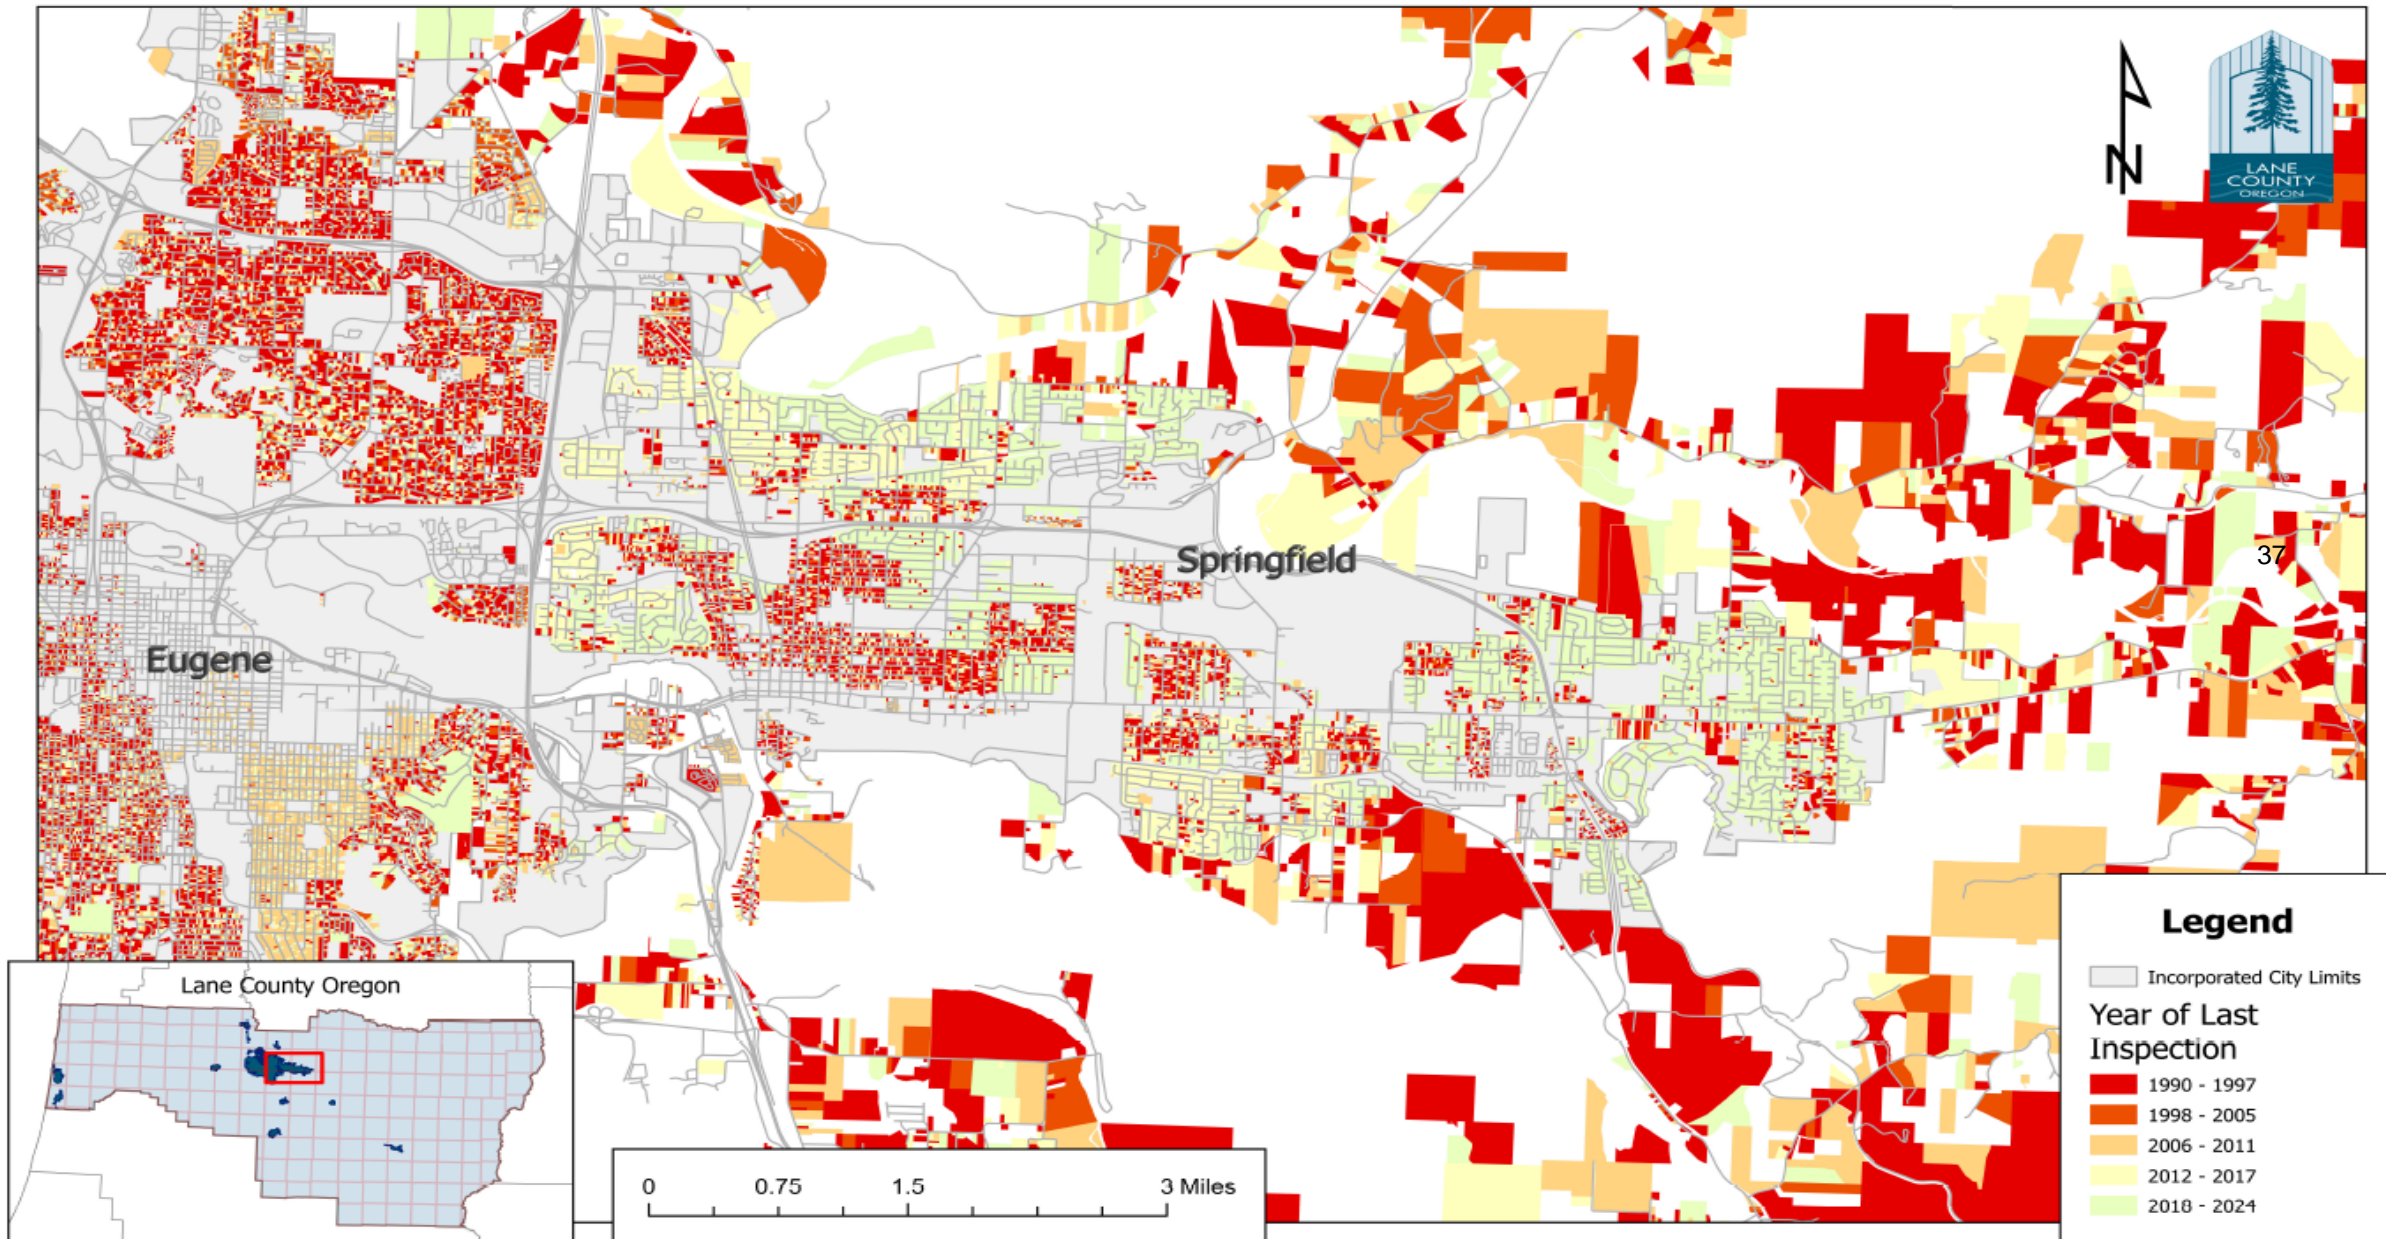 N
LANE
COUNTY
OREGON
37
Springfield
Eugene
Lane County Oregon
0 0.75 1.5 3 Miles
Legend
Incorporated City Limits
Year of Last
Inspection
1990 - 1997
1998 - 2005
2006 - 2011
2012 - 2017
2018 - 2024